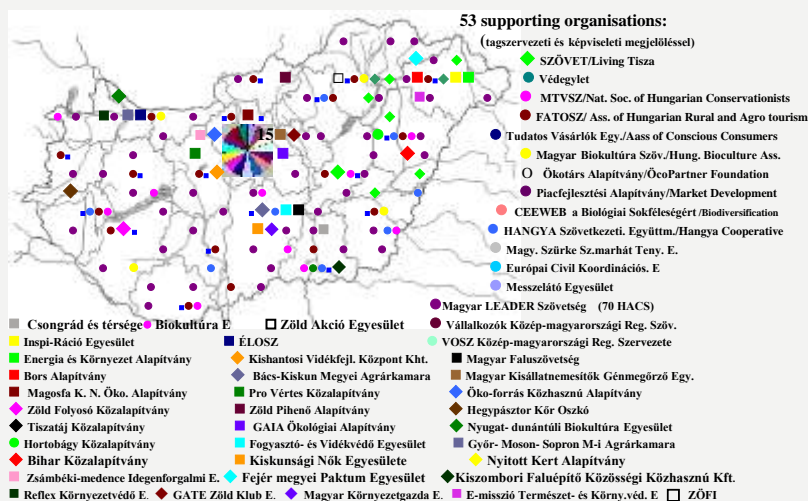 53 supporting organisations:
(tagszervezeti és képviseleti megjelöléssel)
SZÖVET/Living Tisza
Védegylet
MTVSZ/Nat. Soc. of Hungarian Conservationists
FATOSZ/ Ass. of Hungarian Rural and Agro tourism
Tudatos Vásárlók Egy./Aass of Conscious Consumers
Magyar Biokultúra Szöv./Hung. Bioculture Ass.
Ökotárs Alapítvány/ÖcoPartner Foundation
Piacfejlesztési Alapítvány/Market Development
CEEWEB a Biológiai Sokféleségért /Biodiversification
HANGYA Szövetkezeti. Együttm./Hangya Cooperative
Magy. Szürke Sz.marhát Teny. E.
Európai Civil Koordinációs. E
Messzelátó Egyesület
Magyar LEADER Szövetség (70 HACS)
15
Csongrád és térsége Biokultúra E Zöld Akció Egyesület Vállalkozók Közép-magyarországi Reg. Szöv.
Inspi-Ráció Egyesület ÉLOSZ VOSZ Közép-magyarországi Reg. Szervezete
Energia és Környezet Alapítvány Kishantosi Vidékfejl. Központ Kht. Magyar Faluszövetség
Bors Alapítvány Bács-Kiskun Megyei Agrárkamara Magyar Kisállatnemesítők Génmegőrző Egy.
Magosfa K. N. Öko. Alapítvány Pro Vértes Közalapítvány Öko-forrás Közhasznú Alapítvány
Zöld Folyosó Közalapítvány Zöld Pihenő Alapítvány Hegypásztor Kör Oszkó
Tiszatáj Közalapítvány GAIA Ökológiai Alapítvány Nyugat- dunántúli Biokultúra Egyesület
Hortobágy Közalapítvány Fogyasztó- és Vidékvédő Egyesület Győr- Moson- Sopron M-i Agrárkamara
Bihar Közalapítvány Kiskunsági Nők Egyelete Nyitott Kert Alapítvány
Zsámbéki-medence Idegenforgalmi E. Fejér megyei Paktum Egyesület Kiszombori Faluépítő Közösségi Közhasznú Kft.
Reflex Környezetvédő E. GATE Zöld Klub E. Magyar Környezetgazda E. E-misszió Természet- és Körny.véd. E ZÖFI